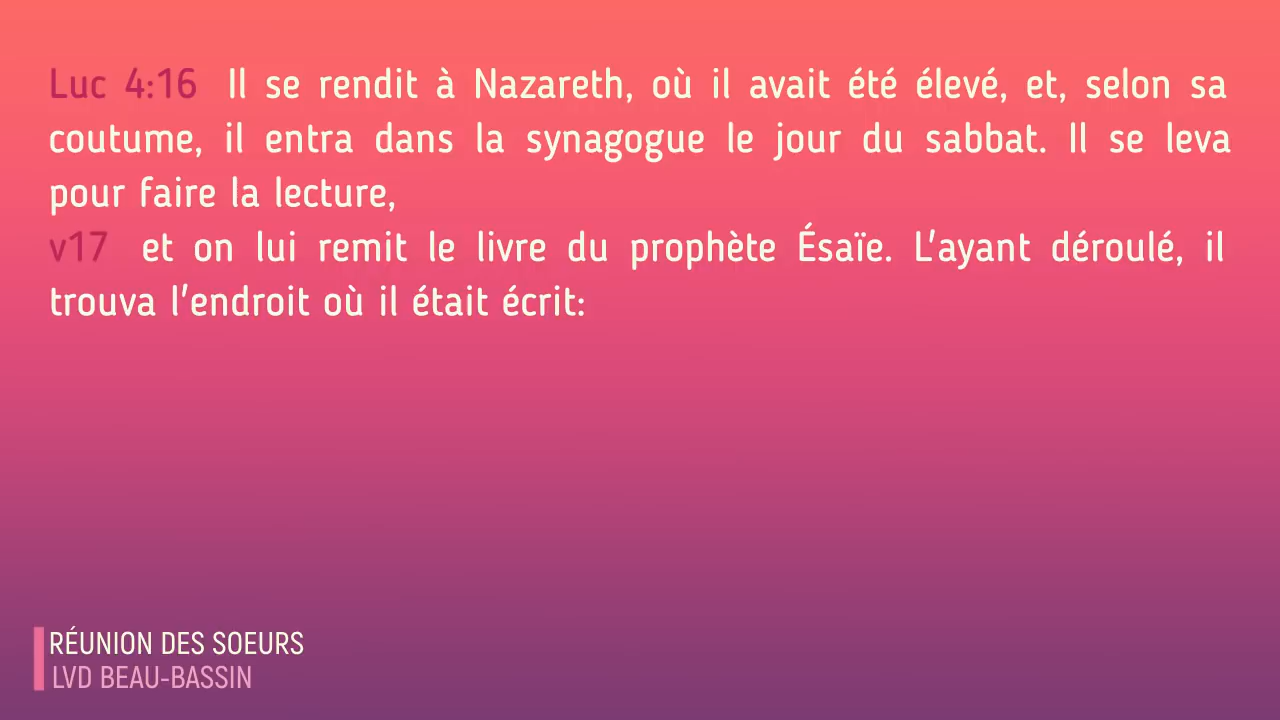 Luc 4:16 Il se rendit à Nazareth, où il avait été élevé, et, selon sa
coutume, il entra dans la synagogue le jour du sabbat. Il se leva
pour faire la lecture,
v17 et on lui remit le livre du prophète Ésaïe. L'ayant déroulé, il
trouva l'endroit où il était écrit:
RÉUNION DES SOEURS
LVD BEAU-BASSIN